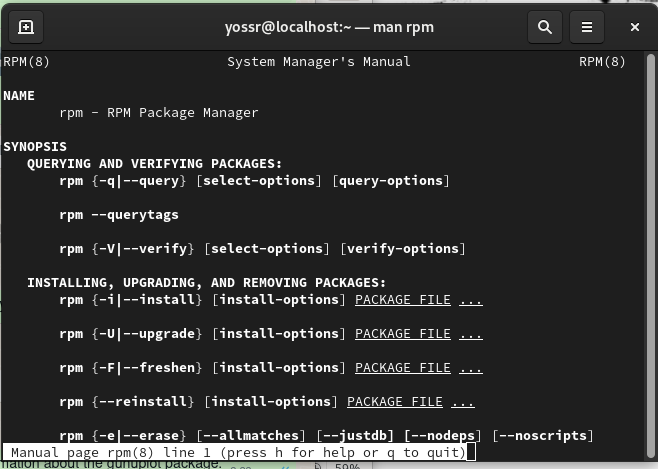 yossr@localhost:~ — man rpm
RPM(8) System Manager's Manual RPM(8)
NAME
rpm - RPM Package Manager
SYNOPSIS
QUERYING AND VERIFYING PACKAGES:
rpm {-q|--query} [select-options] [query-options]
rpm --querytags
rpm {-V|--verify} [select-options] [verify-options]
INSTALLING, UPGRADING, AND REMOVING PACKAGES:
rpm {-i|--install} [install-options] PACKAGE_FILE ...
rpm {-U|--upgrade} [install-options] PACKAGE_FILE ...
rpm {-F|--freshen} [install-options] PACKAGE_FILE ...
rpm {--reinstall} [install-options] PACKAGE_FILE ...
rpm {-e|--erase} [--allmatches] [--justdb] [--nodeps] [--noscripts]
Manual page rpm(8) line 1 (press h for help or q to quit)
about the gunuplot package.
59%